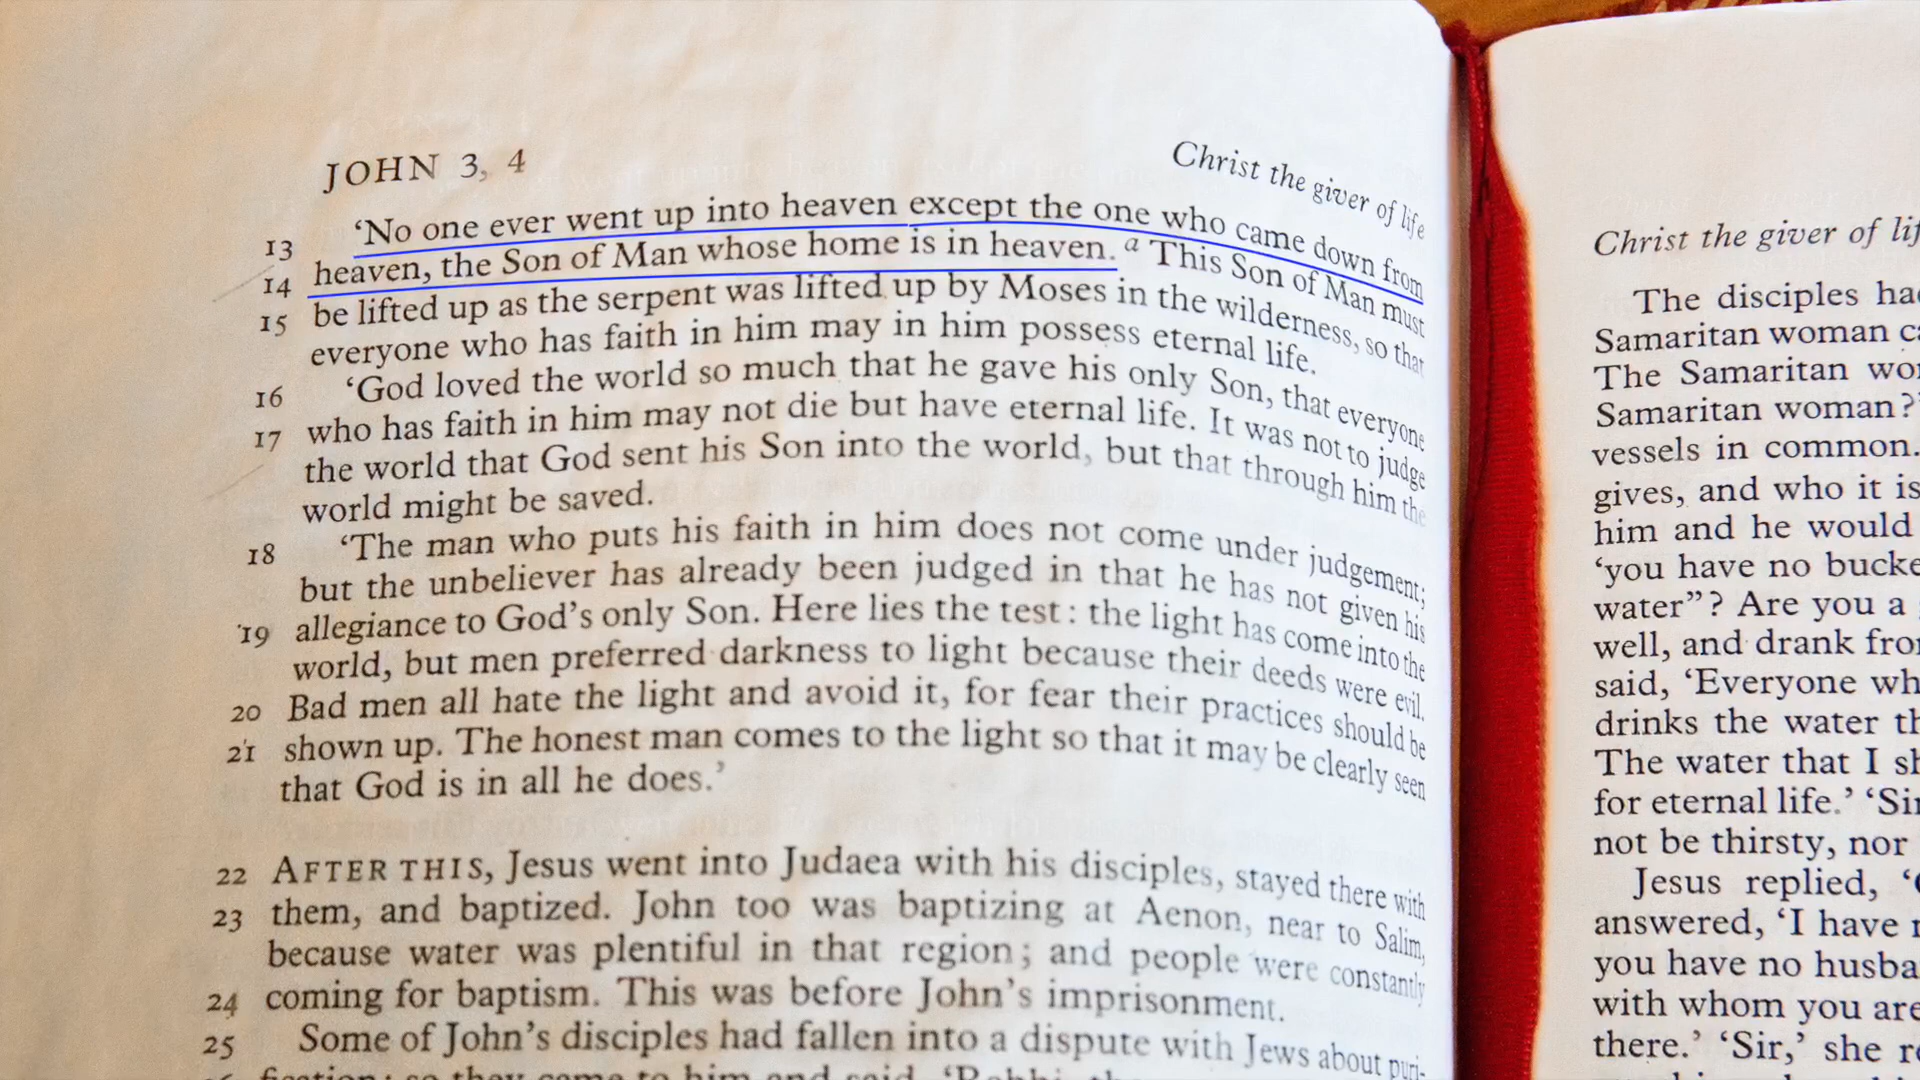 JOHN 3, 4
Christ the giver of life
13 ‘No one ever went up into heaven except the one who came down from
14 heaven, the Son of Man whose home is in heaven. a This Son of Man must
15 be lifted up as the serpent was lifted up by Moses in the wilderness, so that
everyone who has faith in him may in him possess eternal life.
16 ‘God loved the world so much that he gave his only Son, that everyone
17 who has faith in him may not die but have eternal life. It was not to judge
the world that God sent his Son into the world, but that through him the
world might be saved.
18 ‘The man who puts his faith in him does not come under judgement;
but the unbeliever has already been judged in that he has not given his
19 allegiance to God’s only Son. Here lies the test: the light has come into the
world, but men preferred darkness to light because their deeds were evil.
20 Bad men all hate the light and avoid it, for fear their practices should be
21 shown up. The honest man comes to the light so that it may be clearly seen
that God is in all he does.’
22 AFTER THIS, Jesus went into Judaea with his disciples, stayed there with
23 them, and baptized. John too was baptizing at Aenon, near to Salim,
because water was plentiful in that region; and people were constantly
24 coming for baptism. This was before John’s imprisonment.
25 Some of John’s disciples had fallen into a dispute with Jews about puri-
Christ the giver of
The disciples
Samaritan woman
The Samaritan
Samaritan woman?’
vessels in common.
gives, and who it is
him and he would
‘you have no
water”? Are you a
well, and drank
said, ‘Everyone
drinks the water
The water that I
for eternal life.’
not be thirsty, nor
Jesus replied,
answered, ‘I have
you have no
with whom you are
there.’ ‘Sir,’ she